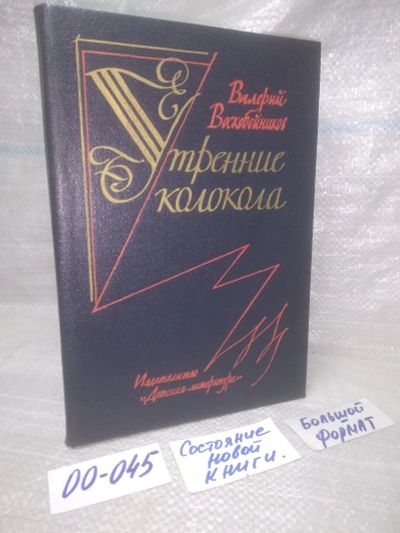 Валерий
Воскобойников
Утренние
колокола
Издательство
"Детская литература"
00-045
Состояние
новой
книги.
Большой
формат